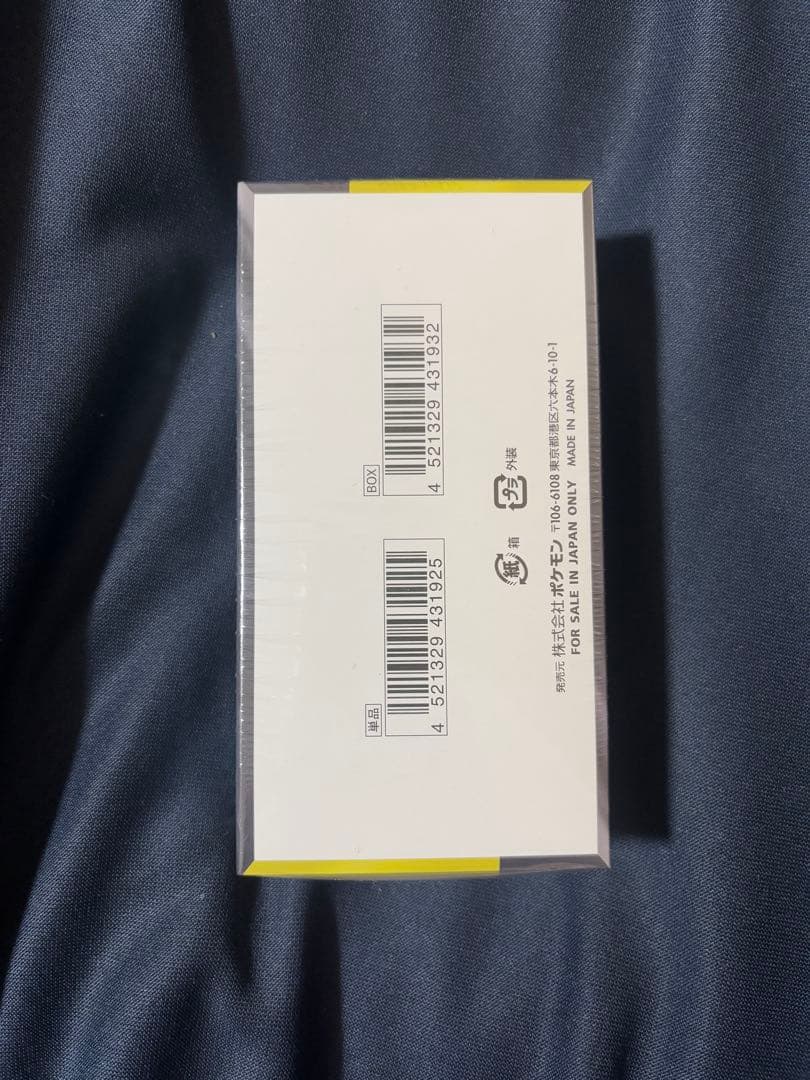 単品
4 521329 431925
BOX
4 521329 431932
紙 箱
プラ 外装
発売元 株式会社 ポケモン 〒106-6108 東京都港区六本木6-10-1
FOR SALE IN JAPAN ONLY MADE IN JAPAN